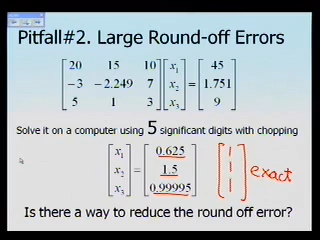 Pitfall#2. Large Round-off Errors
[20 15 10] [x₁] [45]
[-3 -2.249 7] [x₂] = [1.751]
[5 1 3] [x₃] [9]
Solve it on a computer using 5 significant digits with chopping
[x₁] [0.625] [1]
[x₂] = [1.5] [1] exact
[x₃] [0.99995] [1]
Is there a way to reduce the round off error?